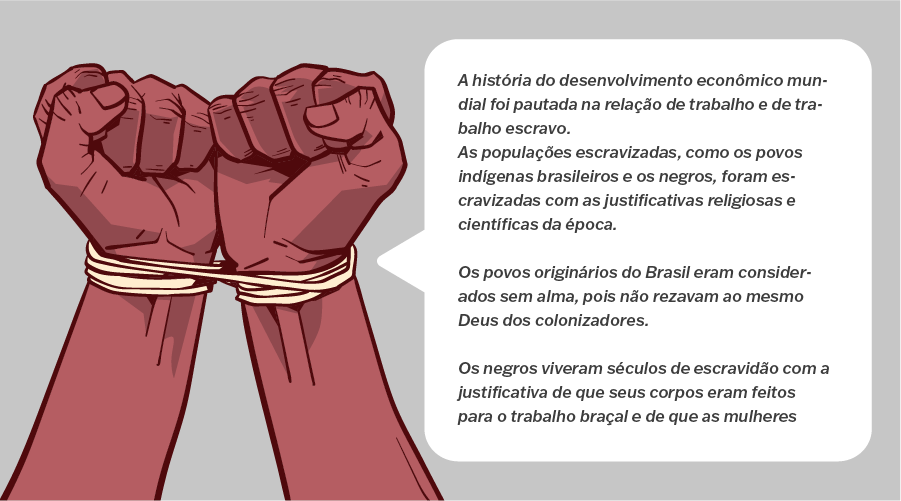 A história do desenvolvimento econômico mun-
dial foi pautada na relação de trabalho e de tra-
balho escravo.
As populações escravizadas, como os povos
indígenas brasileiros e os negros, foram es-
cravizadas com as justificativas religiosas e
científicas da época.
Os povos originários do Brasil eram consider-
ados sem alma, pois não rezavam ao mesmo
Deus dos colonizadores.
Os negros viveram séculos de escravidão com a
justificativa de que seus corpos eram feitos
para o trabalho braçal e de que as mulheres